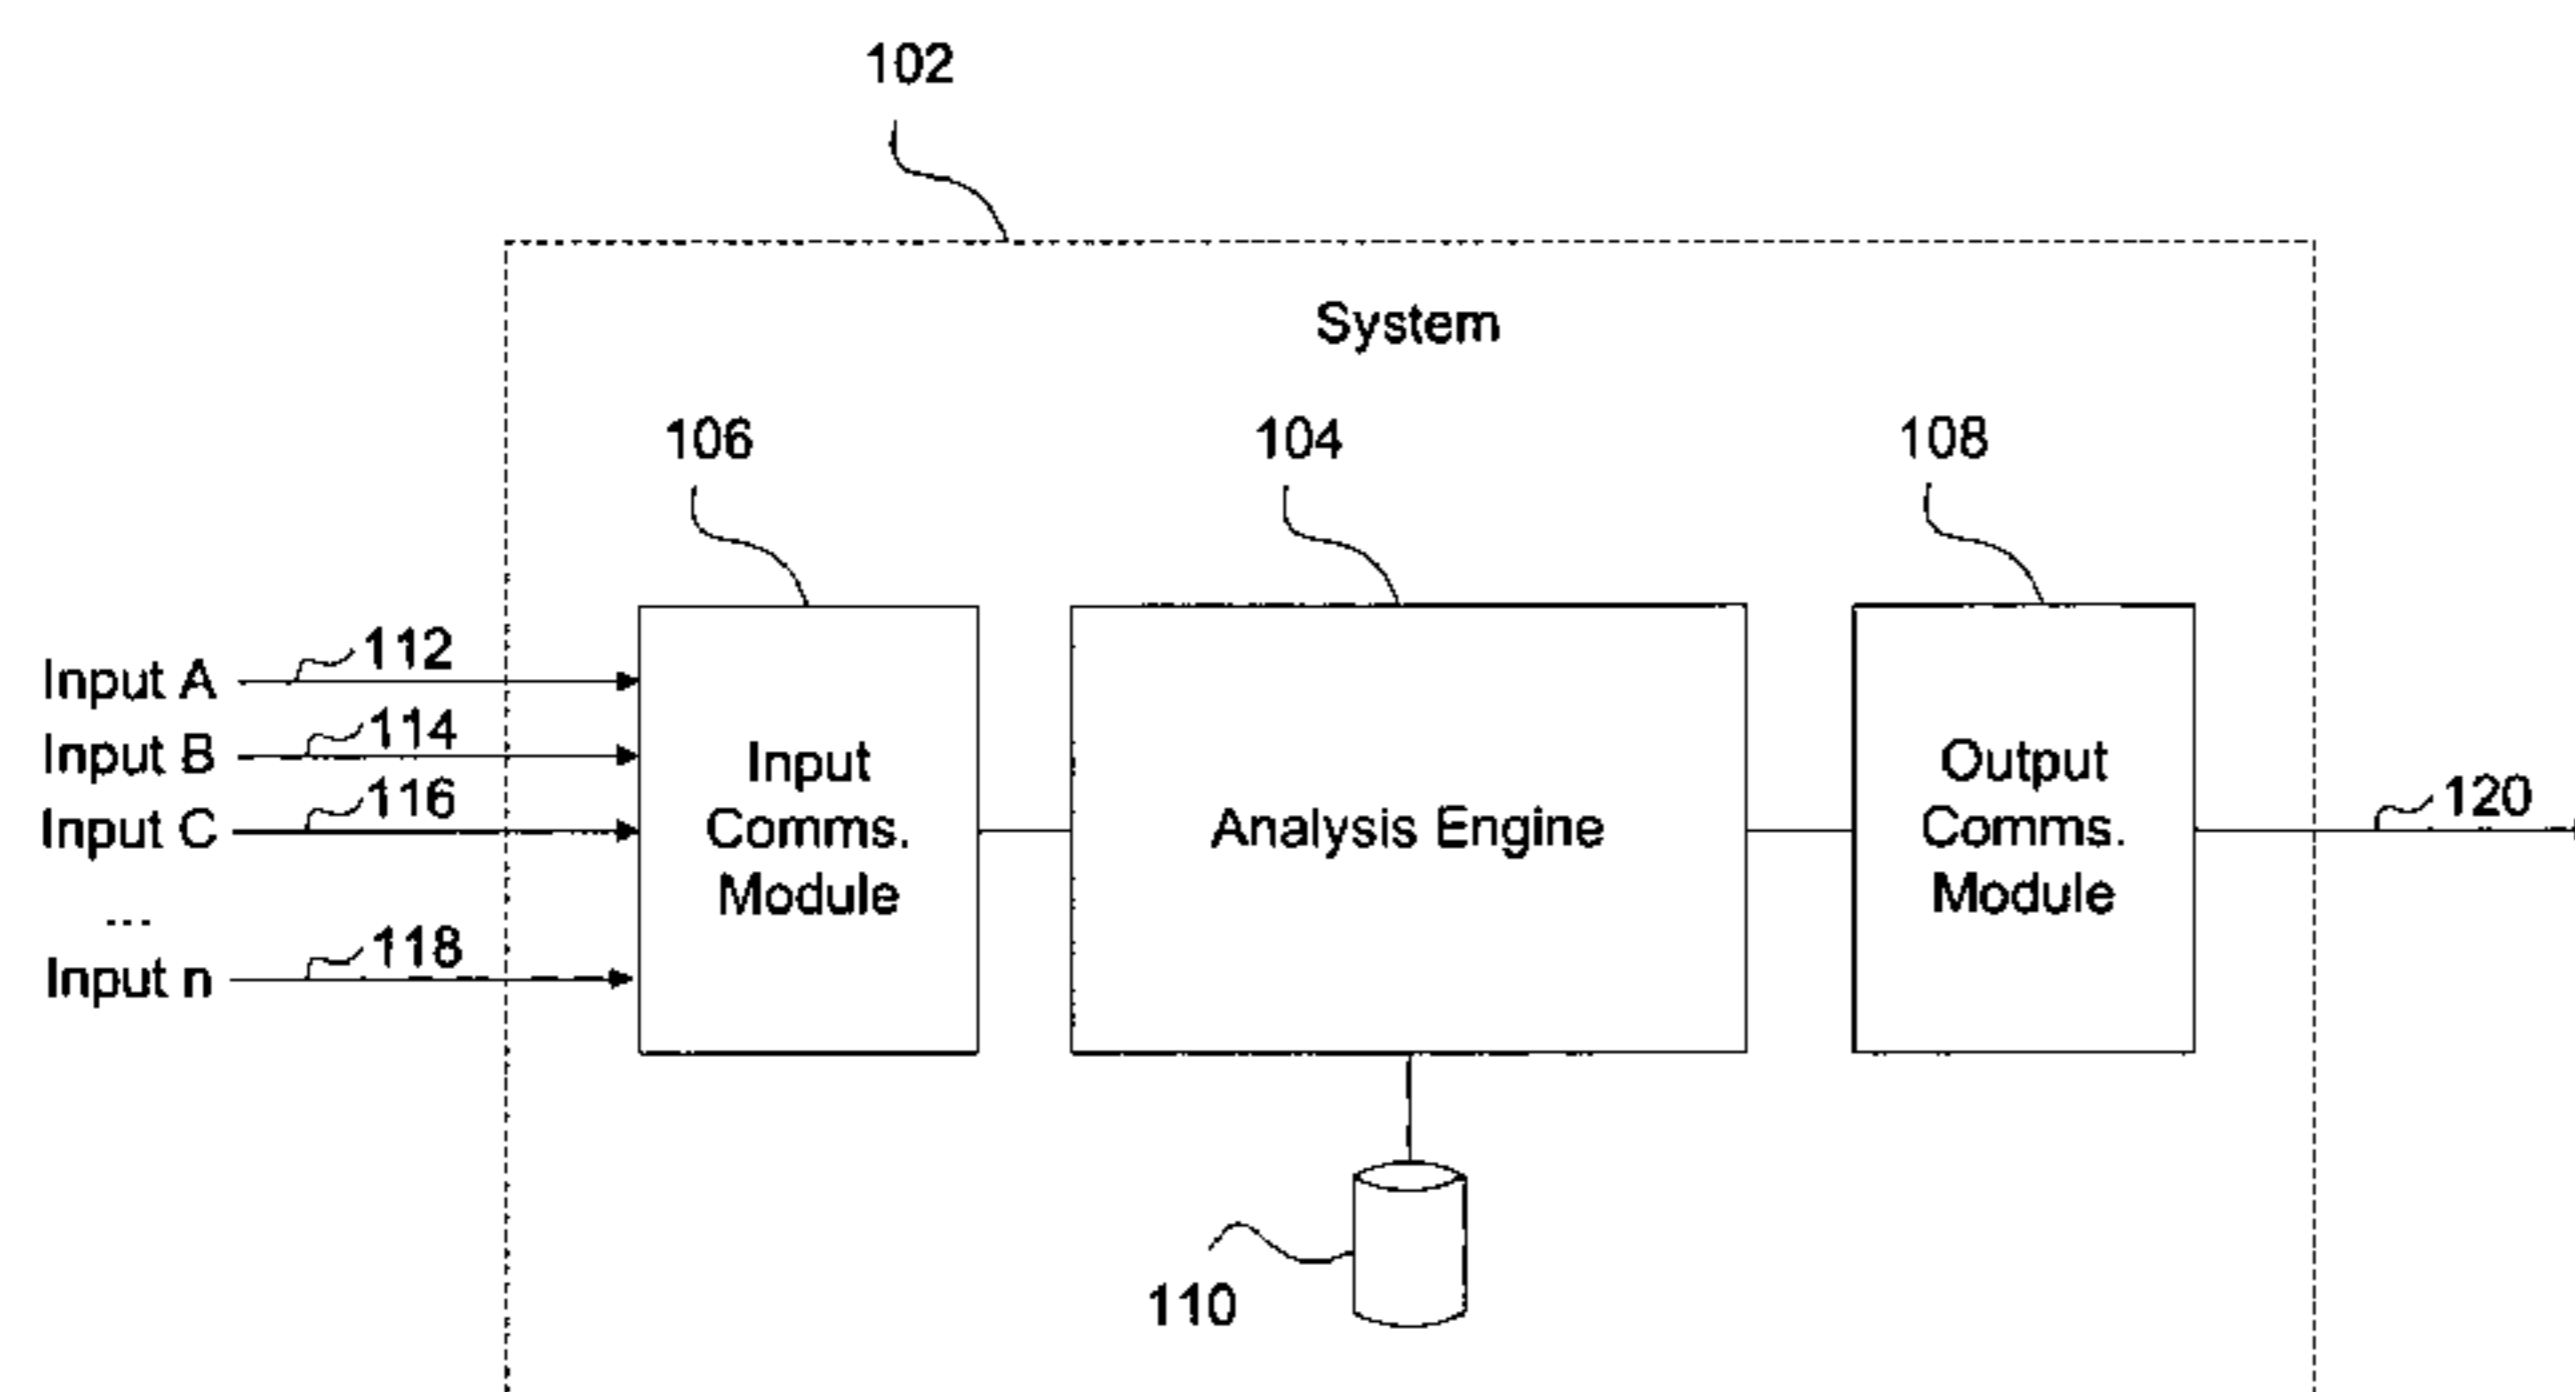 102
System
106
104
108
Input A
112
Input B
114
Input C
116
...
Input n
118
Input
Comms.
Module
Analysis Engine
Output
Comms.
Module
120
110